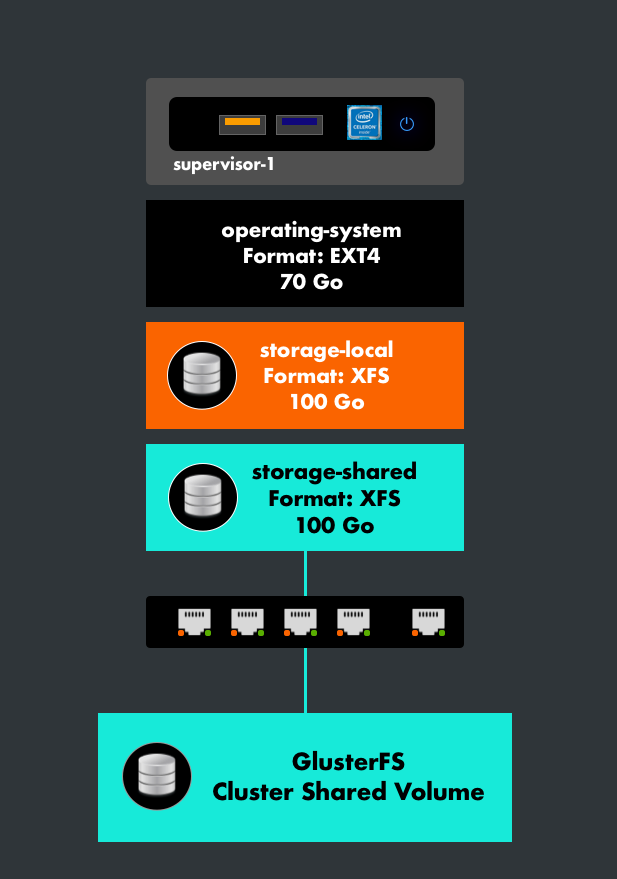 intel
CELERON
supervisor-1
operating-system
Format: EXT4
70 Go
storage-local
Format: XFS
100 Go
storage-shared
Format: XFS
100 Go
GlusterFS
Cluster Shared Volume